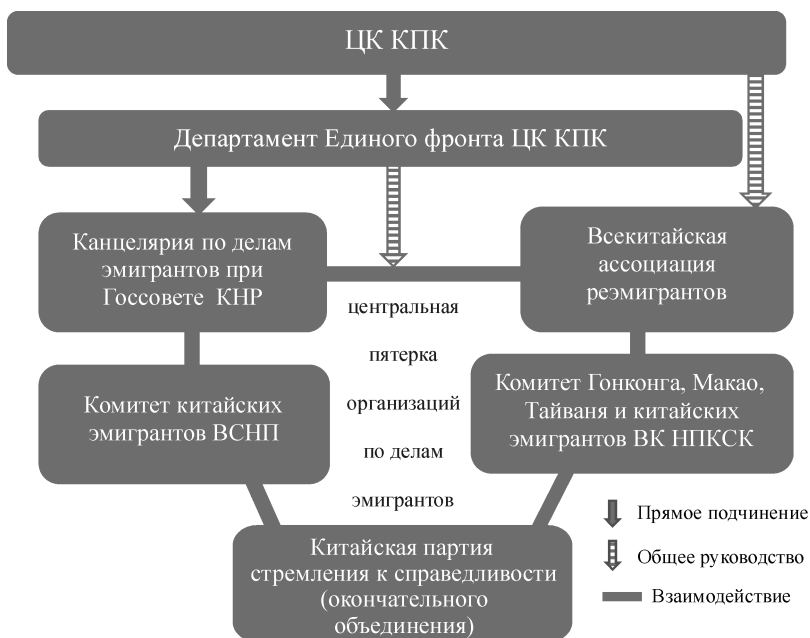 ЦК КПК
Департамент Единого фронта ЦК КПК
Канцелярия по делам
эмигрантов при
Госсовете КНР
Всекитайская
ассоциация
реэмигрантов
центральная
пятерка
организаций
по делам
эмигрантов
Комитет китайских
эмигрантов ВСНП
Комитет Гонконга, Макао,
Тайваня и китайских
эмигрантов ВК НПКСК
Китайская партия
стремления к справедливости
(окончательного
объединения)
Прямое подчинение
Общее руководство
Взаимодействие